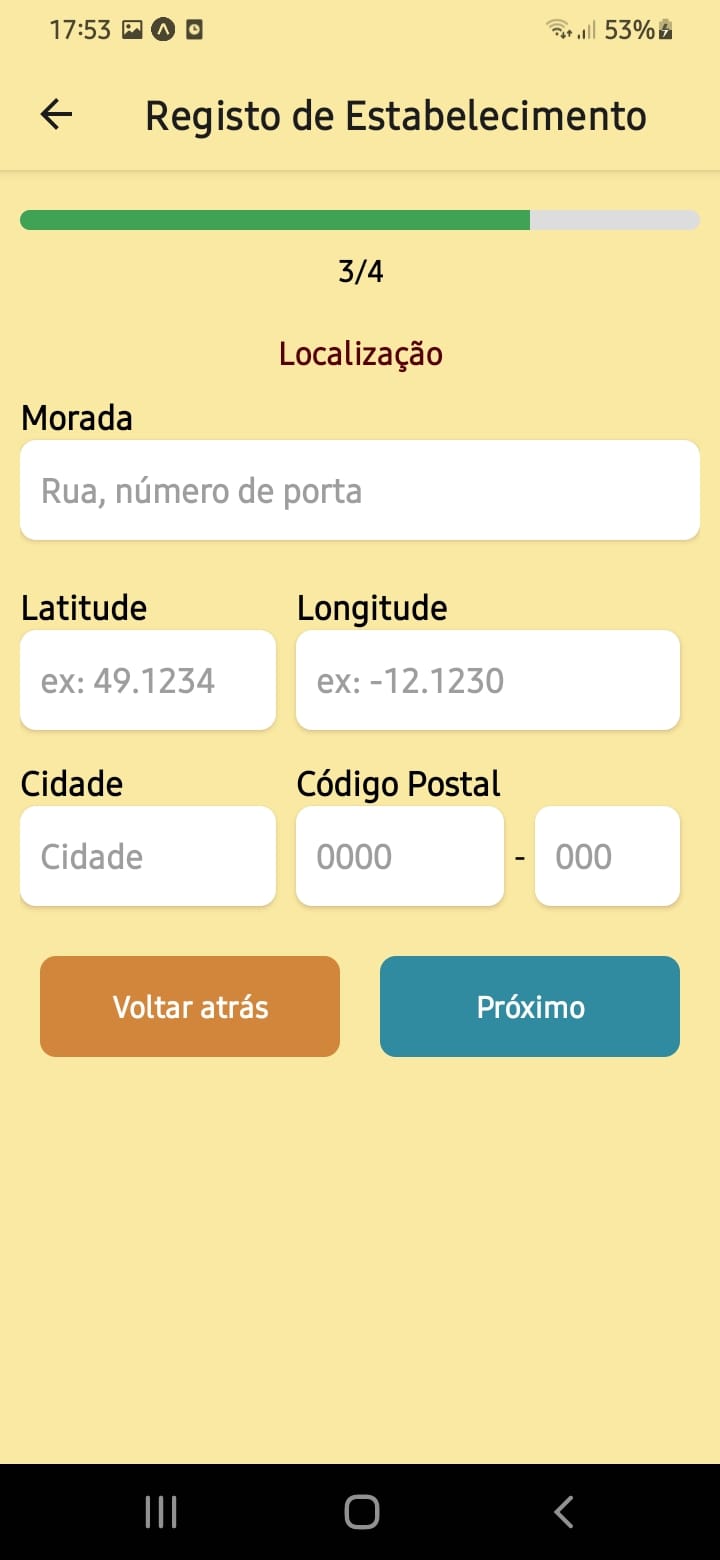 17:53 53%
Registo de Estabelecimento
3/4
Localização
Morada
Rua, número de porta
Latitude Longitude
ex: 49.1234 ex: -12.1230
Cidade Código Postal
Cidade 0000 - 000
Voltar atrás Próximo